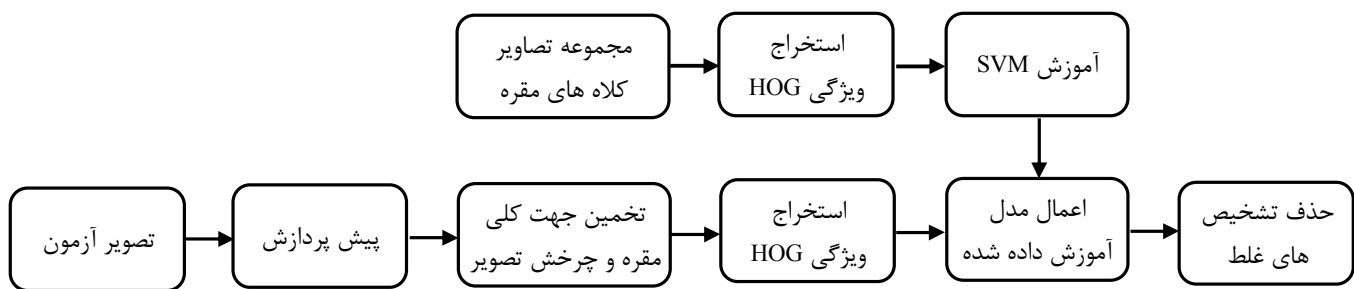 مجموعه تصاویر
کلاه های مقره
استخراج
ویژگی HOG
آموزش SVM
تصویر آزمون
پیش پردازش
تخمین جهت کلی
مقره و چرخش تصویر
استخراج
ویژگی HOG
اعمال مدل
آموزش داده شده
حذف تشخیص
های غلط